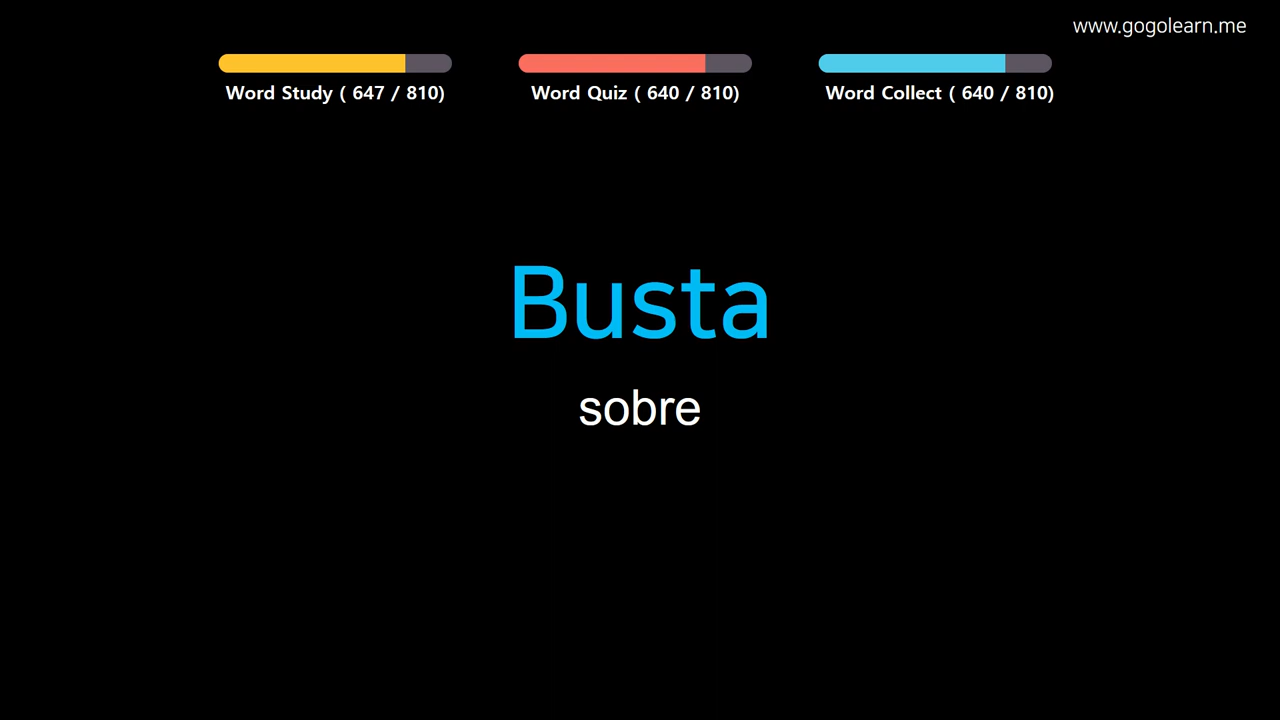 www.gogolearn.me
Word Study ( 647 / 810)
Word Quiz ( 640 / 810)
Word Collect ( 640 / 810)
Busta
sobre